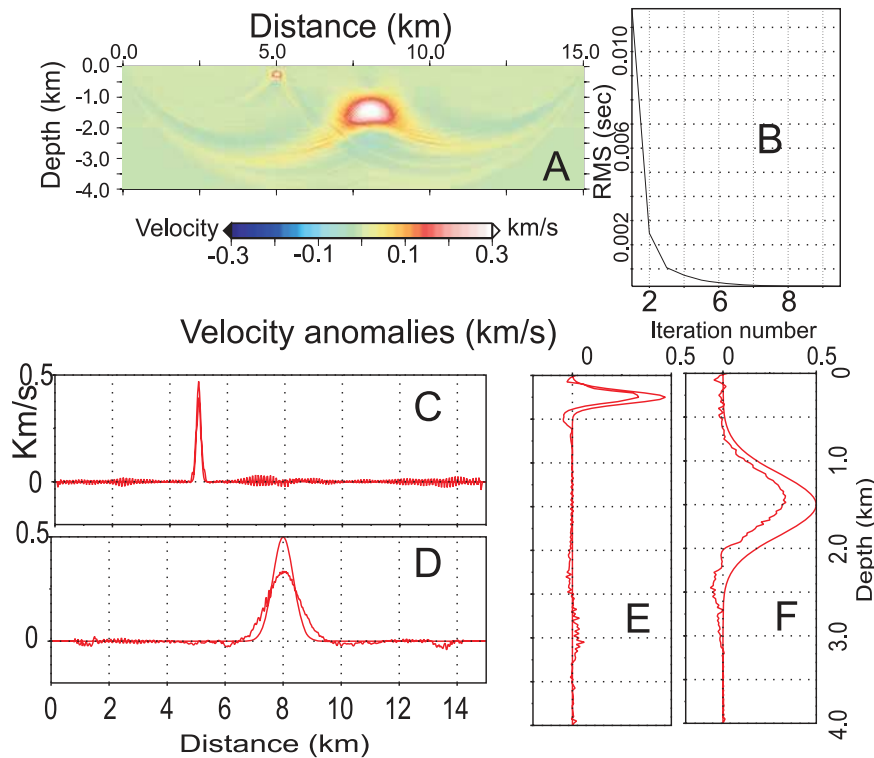 Distance (km)
0.0 5.0 10.0 15.0
Depth (km)
0.0
-1.0
-2.0
-3.0
-4.0
A
Velocity km/s
-0.3 -0.1 0.1 0.3
RMS (sec)
0.010
0.006
0.002
B
2 4 6 8
Iteration number
Velocity anomalies (km/s)
Km/s
0.5
0
C
0.5
0
D
0 2 4 6 8 10 12 14
Distance (km)
0 0.5
E
0 0.5
F
0
1.0
2.0
3.0
4.0
Depth (km)